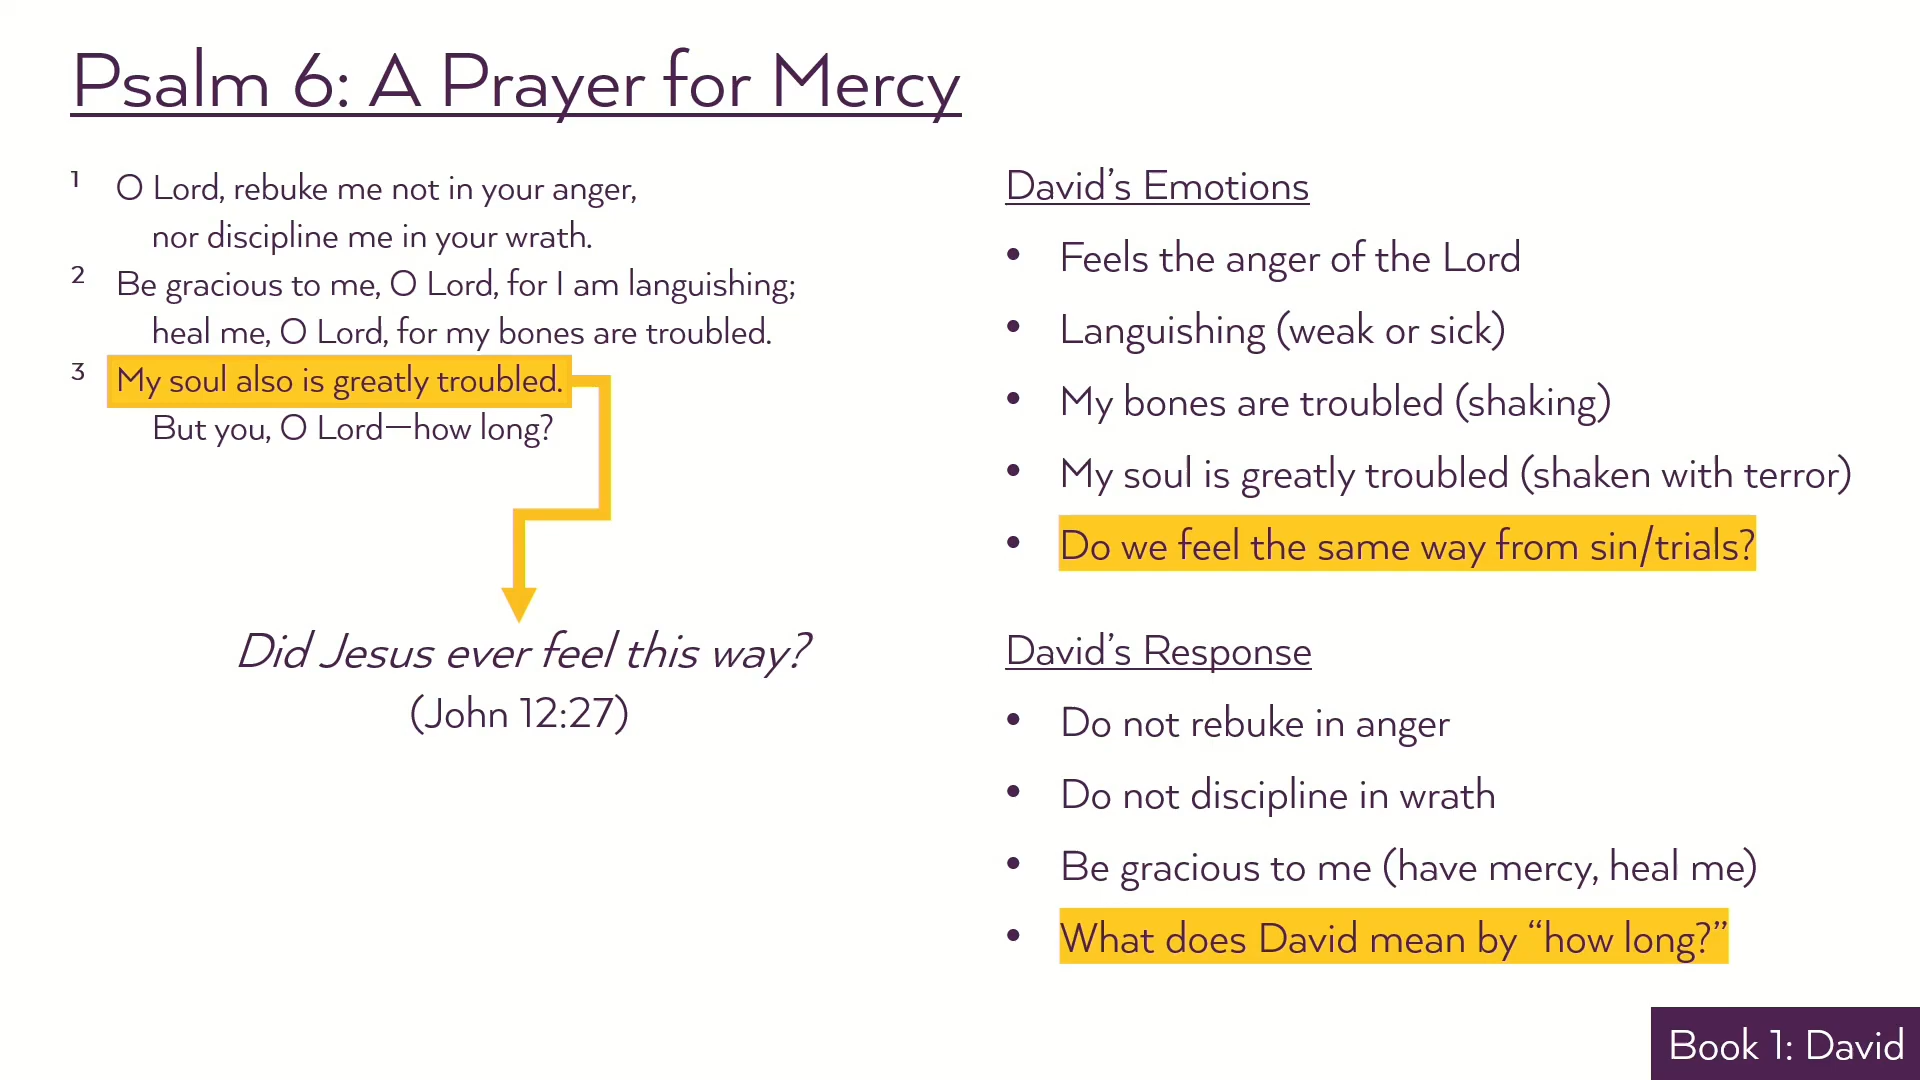 Psalm 6: A Prayer for Mercy
1 O Lord, rebuke me not in your anger,
nor discipline me in your wrath.
2 Be gracious to me, O Lord, for I am languishing;
heal me, O Lord, for my bones are troubled.
3 My soul also is greatly troubled.
But you, O Lord—how long?
Did Jesus ever feel this way?
(John 12:27)
David’s Emotions
• Feels the anger of the Lord
• Languishing (weak or sick)
• My bones are troubled (shaking)
• My soul is greatly troubled (shaken with terror)
• Do we feel the same way from sin/trials?
David’s Response
• Do not rebuke in anger
• Do not discipline in wrath
• Be gracious to me (have mercy, heal me)
• What does David mean by “how long?”
Book 1: David